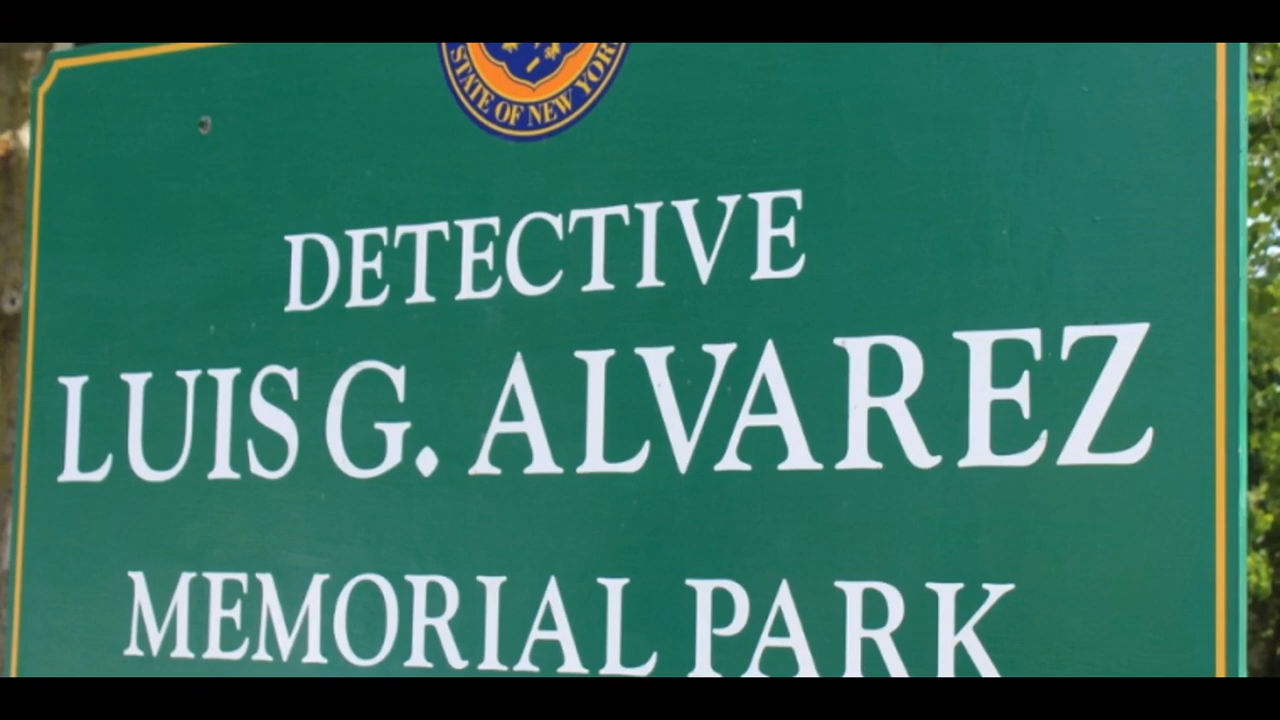 STATE OF NEW YORK
DETECTIVE
LUIS G. ALVAREZ
MEMORIAL PARK